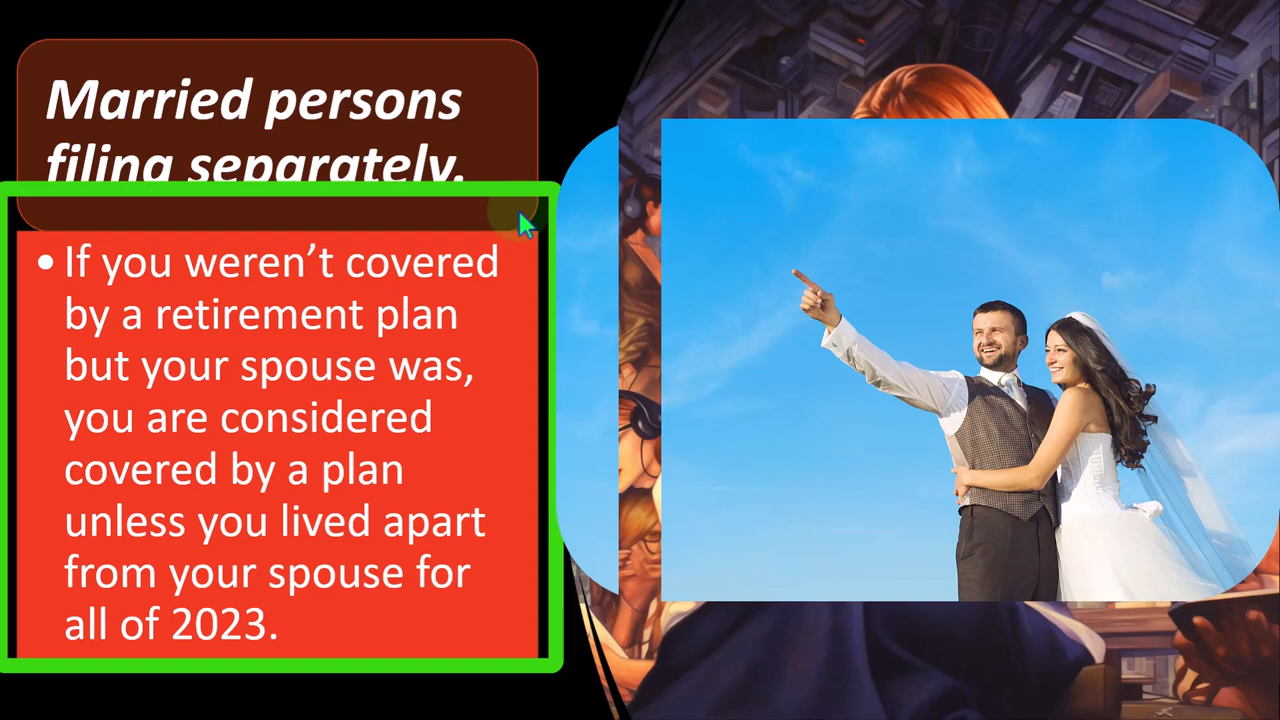 Married persons
filing separately.
• If you weren’t covered
by a retirement plan
but your spouse was,
you are considered
covered by a plan
unless you lived apart
from your spouse for
all of 2023.